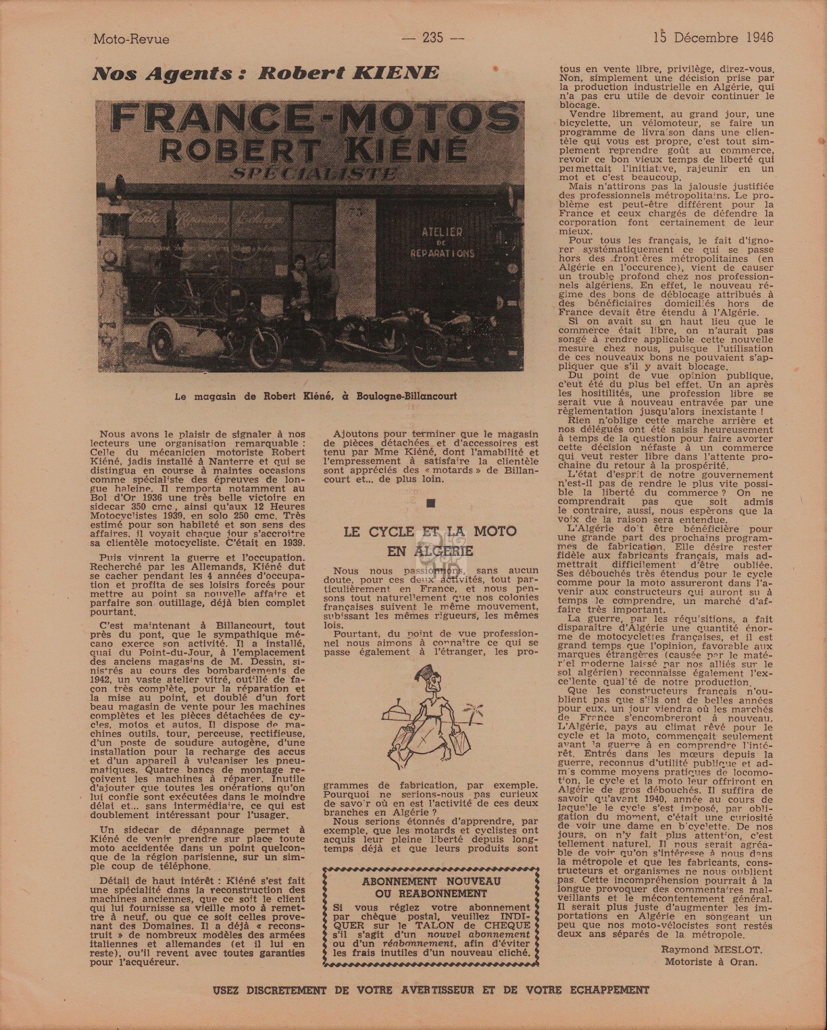 Moto-Revue
— 235 —
15 Décembre 1946
Nos Agents : Robert KIENE
FRANCE-MOTOS
ROBERT KIÉNÉ
SPÉCIALISTE
75
ATELIER
DE
RÉPARATIONS
Le magasin de Robert Kiéné, à Boulogne-Billancourt
Nous avons le plaisir de signaler à nos
lecteurs une organisation remarquable :
Celle du mécanicien motoriste Robert
Kiéné, jadis installé à Nanterre et qui se
distingua en course à maintes occasions
comme spécialiste des épreuves de lon-
gue haleine. Il remporta notamment au
Bol d'Or 1936 une très belle victoire en
sidecar 350 cmc., ainsi qu'aux 12 Heures
Motocyclistes 1939, en solo 250 cmc. Très
estimé pour son habileté et son sens des
affaires, il voyait chaque jour s'accroître
sa clientèle motocycliste. C'était en 1939.
Puis vinrent la guerre et l'occupation.
Recherché par les Allemands, Kiéné dut
se cacher pendant les 4 années d'occupa-
tion et profita de ses loisirs forcés pour
mettre au point sa nouvelle affaire et
parfaire son outillage, déjà bien complet
pourtant.
C'est maintenant à Billancourt, tout
près du pont, que le sympathique mé-
cano exerce son activité. Il a installé,
quai du Point-du-Jour, à l'emplacement
des anciens magasins de M. Dessin, si-
nistrés au cours des bombardements de
1942, un vaste atelier vitré, outillé de fa-
çon très complète, pour la réparation et
la mise au point, et doublé d'un fort
beau magasin de vente pour les machines
complètes et les pièces détachées de cy-
cles, motos et autos. Il dispose de ma-
chines outils, tour, perceuse, rectifieuse,
d'un poste de soudure autogène, d'une
installation pour la recharge des accus
et d'un appareil à vulcaniser les pneu-
matiques. Quatre bancs de montage re-
çoivent les machines à réparer. Inutile
d'ajouter que toutes les opérations qu'on
lui confie sont exécutées dans le moindre
délai et... sans intermédiaire, ce qui est
doublement intéressant pour l'usager.
Un sidecar de dépannage permet à
Kiéné de venir prendre sur place toute
moto accidentée dans un point quelcon-
que de la région parisienne, sur un sim-
ple coup de téléphone.
Détail de haut intérêt : Kiéné s'est fait
une spécialité dans la reconstruction des
machines anciennes, que ce soit le client
qui lui fournisse sa vieille moto à remet-
tre à neuf, ou que ce soit celles prove-
nant des Domaines. Il a déjà « recons-
truit » de nombreux modèles des armées
italiennes et allemandes (et il lui en
reste), qu'il revent avec toutes garanties
pour l'acquéreur.
Ajoutons pour terminer que le magasin
de pièces détachées et d'accessoires est
tenu par Mme Kiéné, dont l'amabilité et
l'empressement à satisfaire la clientèle
sont appréciés des « motards » de Billan-
court et... de plus loin.
LE CYCLE ET LA MOTO
EN ALGERIE
Nous nous passionnons, sans aucun
doute, pour ces deux activités, tout par-
ticulièrement en France, et nous pen-
sons tout naturellement que nos colonies
françaises suivent le même mouvement,
subissant les mêmes rigueurs, les mêmes
lois.
Pourtant, du point de vue profession-
nel nous aimons à connaître ce qui se
passe également à l'étranger, les pro-
grammes de fabrication, par exemple.
Pourquoi ne serions-nous pas curieux
de savoir où en est l'activité de ces deux
branches en Algérie ?
Nous serions étonnés d'apprendre, par
exemple, que les motards et cyclistes ont
acquis leur pleine liberté depuis long-
temps déjà et que leurs produits sont
ABONNEMENT NOUVEAU
OU REABONNEMENT
Si vous réglez votre abonnement
par chèque postal, veuillez INDI-
QUER sur le TALON de CHEQUE
s'il s'agit d'un nouvel abonnement
ou d'un réabonnement, afin d'éviter
les frais inutiles d'un nouveau cliché.
tous en vente libre, privilège, direz-vous.
Non, simplement une décision prise par
la production industrielle en Algérie, qui
n'a pas cru utile de devoir continuer le
blocage.
Vendre librement, au grand jour, une
bicyclette, un vélomoteur, se faire un
programme de livraison dans une clien-
tèle qui vous est propre, c'est tout sim-
plement reprendre goût au commerce,
revoir ce bon vieux temps de liberté qui
permettait l'initiative, rajeunir en un
mot et c'est beaucoup.
Mais n'attirons pas la jalousie justifiée
des professionnels métropolitains. Le pro-
blème est peut-être différent pour la
France et ceux chargés de défendre la
corporation font certainement de leur
mieux.
Pour tous les français, le fait d'igno-
rer systématiquement ce qui se passe
hors des frontières métropolitaines (en
Algérie en l'occurence), vient de causer
un trouble profond chez nos profession-
nels algériens. En effet, le nouveau ré-
gime des bons de déblocage attribués à
des bénéficiaires domiciliés hors de
France devait être étendu à l'Algérie.
Si on avait su en haut lieu que le
commerce était libre, on n'aurait pas
songé à rendre applicable cette nouvelle
mesure chez nous, puisque l'utilisation
de ces nouveaux bons ne pouvaient s'ap-
pliquer que s'il y avait blocage.
Du point de vue opinion publique,
c'eut été du plus bel effet. Un an après
les hositilités, une profession libre se
serait vue à nouveau entravée par une
règlementation jusqu'alors inexistante !
Rien n'oblige cette marche arrière et
nos délégués ont été saisis heureusement
à temps de la question pour faire avorter
cette décision néfaste à un commerce
qui veut rester libre dans l'attente pro-
chaine du retour à la prospérité.
L'état d'esprit de notre gouvernement
n'est-il pas de rendre le plus vite possi-
ble la liberté du commerce ? On ne
comprendrait pas que soit admis
le contraire, aussi, nous espérons que la
voix de la raison sera entendue.
L'Algérie doit être bénéficière pour
une grande part des prochains program-
mes de fabrication. Elle désire rester
fidèle aux fabricants français, mais ad-
mettrait difficilement d'être oubliée.
Ses débouchés très étendus pour le cycle
comme pour la moto assureront dans l'a-
venir aux constructeurs qui auront su à
temps le comprendre, un marché d'af-
faire très important.
La guerre, par les réquisitions, a fait
disparaître d'Algérie une quantité énor-
me de motocyclettes françaises, et il est
grand temps que l'opinion, favorable aux
marques étrangères (causée par le maté-
riel moderne laissé par nos alliés sur le
sol algérien) reconnaisse également l'ex-
cellente qualité de notre production.
Que les constructeurs français n'ou-
blient pas que s'ils ont de belles années
pour eux, un jour viendra où les marchés
de France s'encombreront à nouveau.
L'Algérie, pays au climat rêvé pour le
cycle et la moto, commençait seulement
avant la guerre à en comprendre l'inté-
rêt. Entrés dans les mœurs depuis la
guerre, reconnus d'utilité publique et ad-
mis comme moyens pratiques de locomo-
tion, le cycle et la moto leur offriront en
Algérie de gros débouchés. Il suffira de
savoir qu'avant 1940, année au cours de
laquelle le cycle s'est imposé, par obli-
gation du moment, c'était une curiosité
de voir une dame en bicyclette. De nos
jours, on n'y fait plus attention, c'est
tellement naturel. Il nous serait agréa-
ble de voir qu'on s'intéresse à nous dans
la métropole et que les fabricants, cons-
tructeurs et organismes ne nous oublient
pas. Cette incompréhension pourrait à la
longue provoquer des commentaires mal-
veillants et le mécontentement général.
Il serait plus juste d'augmenter les im-
portations en Algérie en songeant un
peu que nos moto-vélocistes sont restés
deux ans séparés de la métropole.
Raymond MESLOT.
Motoriste à Oran.
USEZ DISCRETEMENT DE VOTRE AVERTISSEUR ET DE VOTRE ECHAPPEMENT